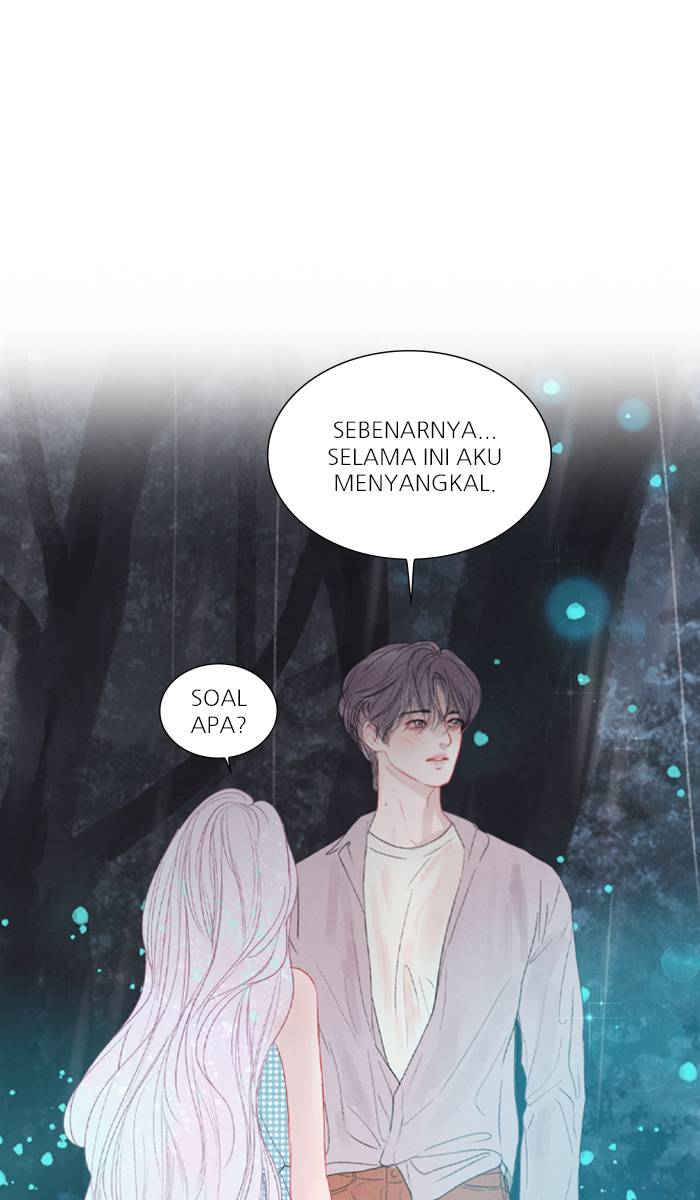 SEBENARNYA...
SELAMA INI AKU
MENYANGKAL.
SOAL
APA?